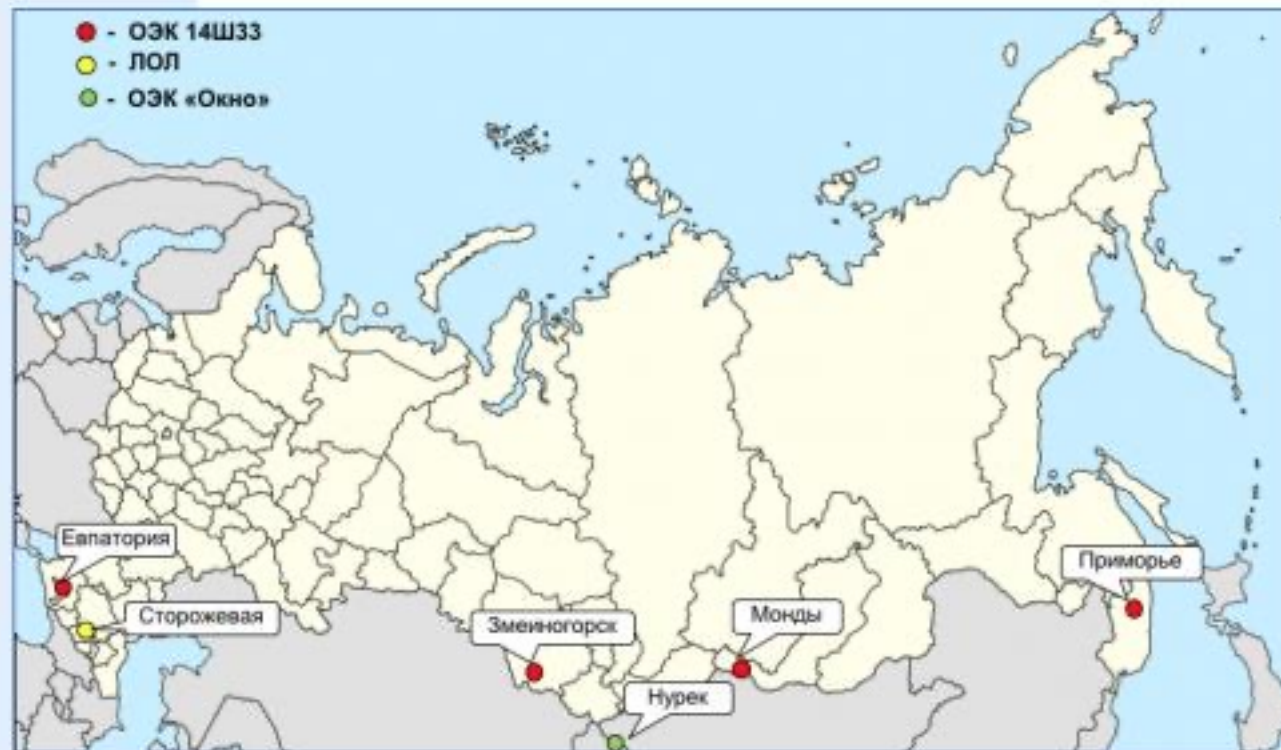 - ОЭК 14Ш33
- ЛОЛ
- ОЭК «Окно»
Евпатория
Сторожевая
Змеиногорск
Монды
Нурек
Приморье